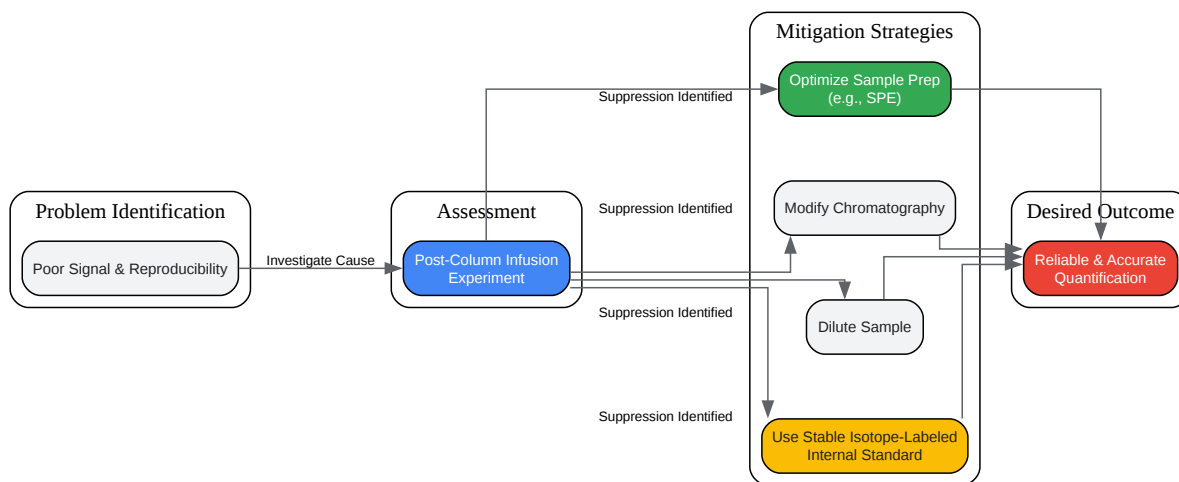 Problem Identification
Poor Signal & Reproducibility
Investigate Cause
Assessment
Post-Column Infusion
Experiment
Suppression Identified
Suppression Identified
Suppression Identified
Suppression Identified
Mitigation Strategies
Optimize Sample Prep
(e.g., SPE)
Modify Chromatography
Dilute Sample
Use Stable Isotope-Labeled
Internal Standard
Desired Outcome
Reliable & Accurate
Quantification